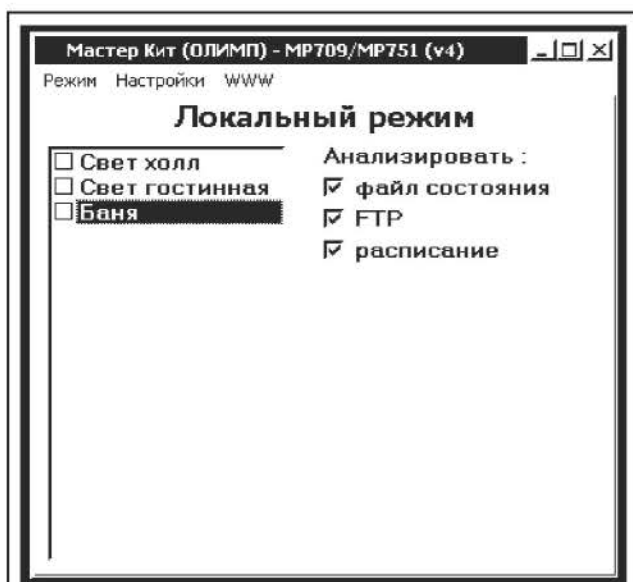 Мастер Кит (ОЛИМП) - MP709/MP751 (v4)
Режим Настройки WWW
Локальный режим
Свет холл
Свет гостинная
Баня
Анализировать :
файл состояния
FTP
расписание